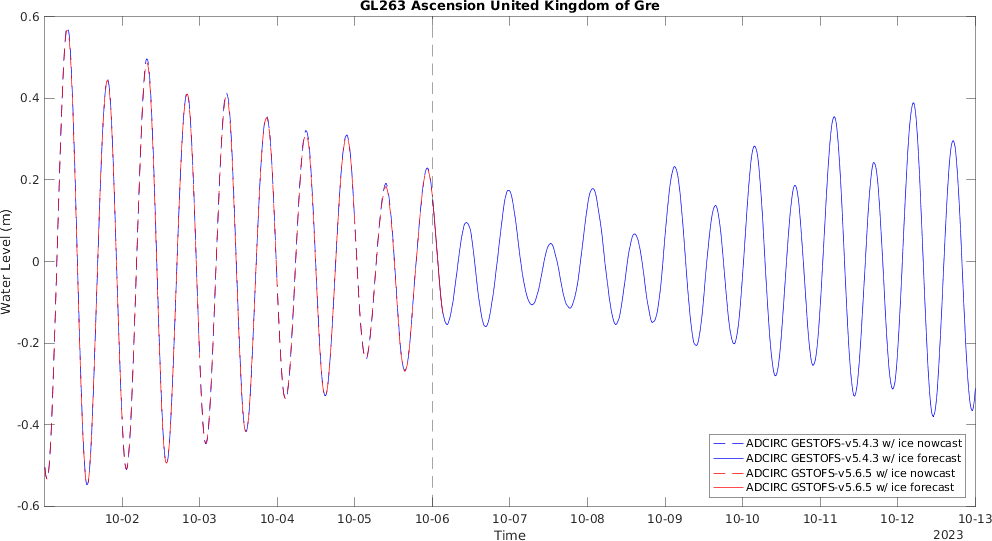 GL263 Ascension United Kingdom of Gre
0.6
0.4
0.2
0
-0.2
-0.4
-0.6
Water Level (m)
10-02 10-03 10-04 10-05 10-06 10-07 10-08 10-09 10-10 10-11 10-12 10-13
Time
2023
ADCIRC GESTOFS-v5.4.3 w/ ice nowcast
ADCIRC GESTOFS-v5.4.3 w/ ice forecast
ADCIRC GSTOFS-v5.6.5 w/ ice nowcast
ADCIRC GSTOFS-v5.6.5 w/ ice forecast